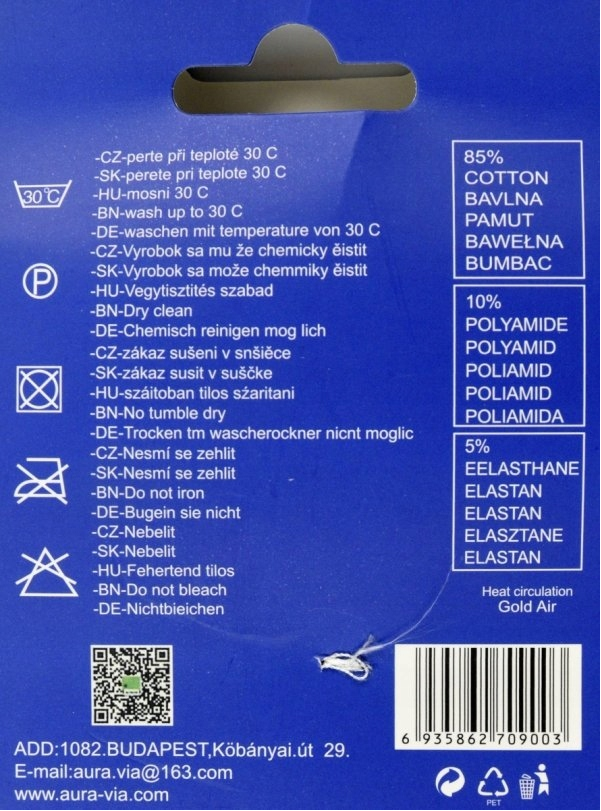 -CZ-perte při teploté 30 C
-SK-perete pri teplote 30 C
-HU-mosni 30 C
-BN-wash up to 30 C
-DE-waschen mit temperature von 30 C
-CZ-Vyrobok sa mu že chemicky ěistit
-SK-Vyrobok sa može chemmiky ěistit
-HU-Vegytisztités szabad
-BN-Dry clean
-DE-Chemisch reinigen mog lich
-CZ-zákaz sušeni v snšiěce
-SK-zákaz susit v suščke
-HU-száitoban tilos sźaritani
-BN-No tumble dry
-DE-Trocken tm wascherockner nicnt moglic
-CZ-Nesmí se zehlit
-SK-Nesmí se zehlit
-BN-Do not iron
-DE-Bugein sie nicht
-CZ-Nebelit
-SK-Nebelit
-HU-Fehertend tilos
-BN-Do not bleach
-DE-Nichtbieichen
30℃
P
85%
COTTON
BAVLNA
PAMUT
BAWEŁNA
BUMBAC
10%
POLYAMIDE
POLYAMID
POLIAMID
POLIAMID
POLIAMIDA
5%
EELASTHANE
ELASTAN
ELASTAN
ELASZTANE
ELASTAN
Heat circulation
Gold Air
6 935862 709003
ADD:1082.BUDAPEST,Köbányai.út 29.
E-mail:aura.via@163.com
www.aura-via.com
PET